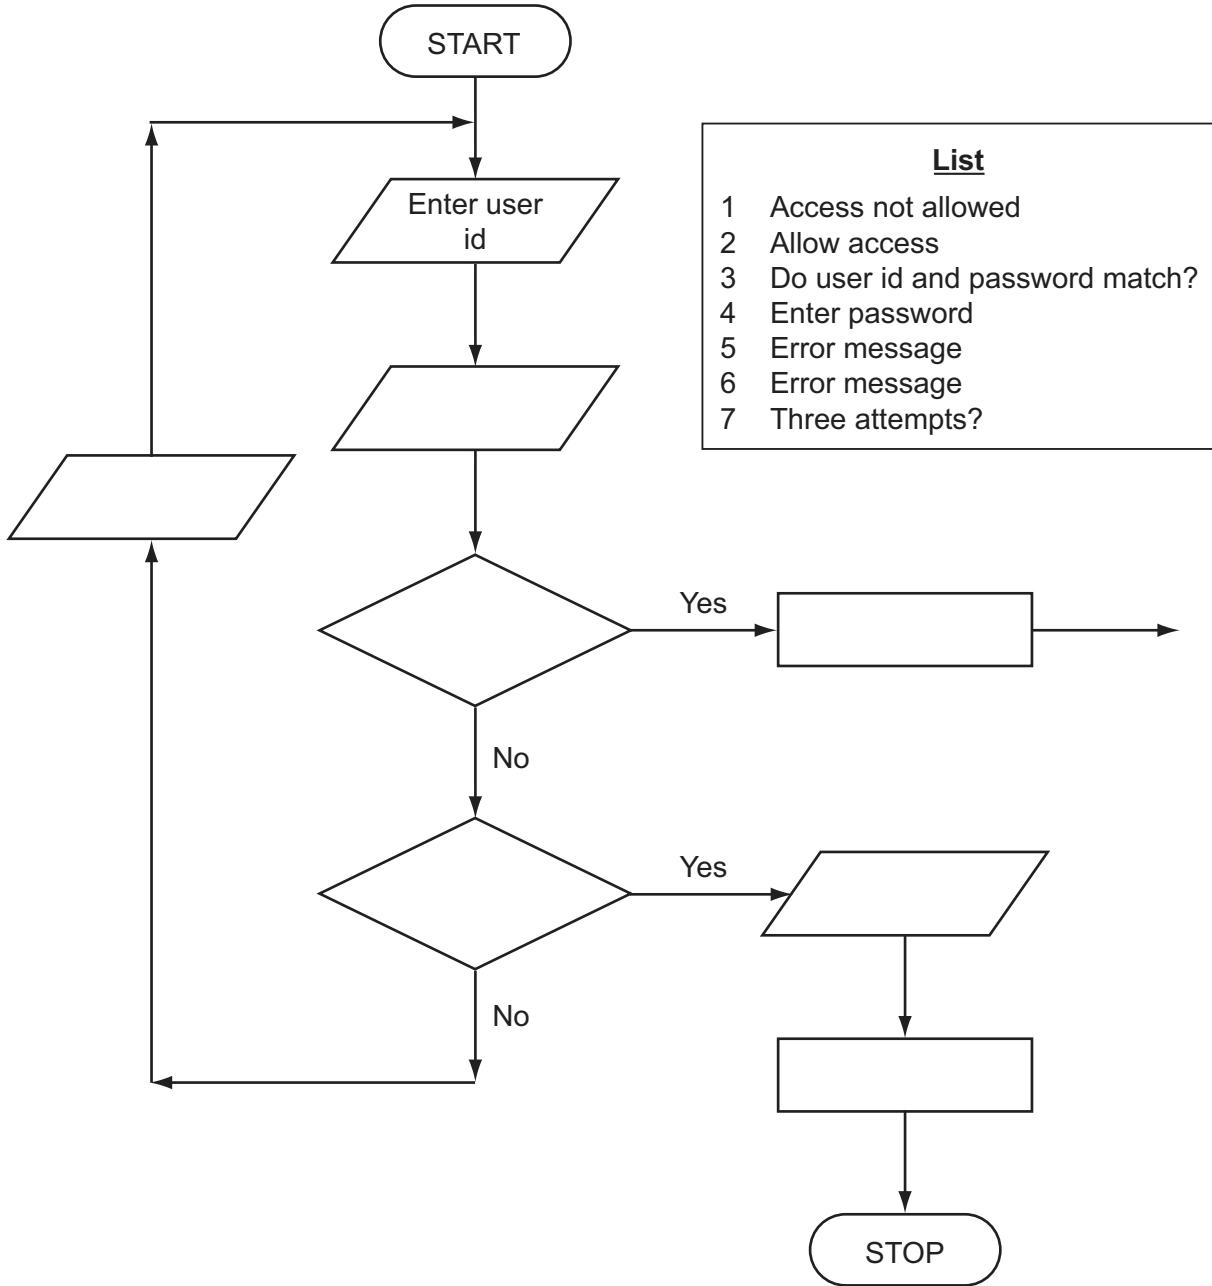 START
Enter user
id
List
1 Access not allowed
2 Allow access
3 Do user id and password match?
4 Enter password
5 Error message
6 Error message
7 Three attempts?
Yes
No
Yes
No
STOP